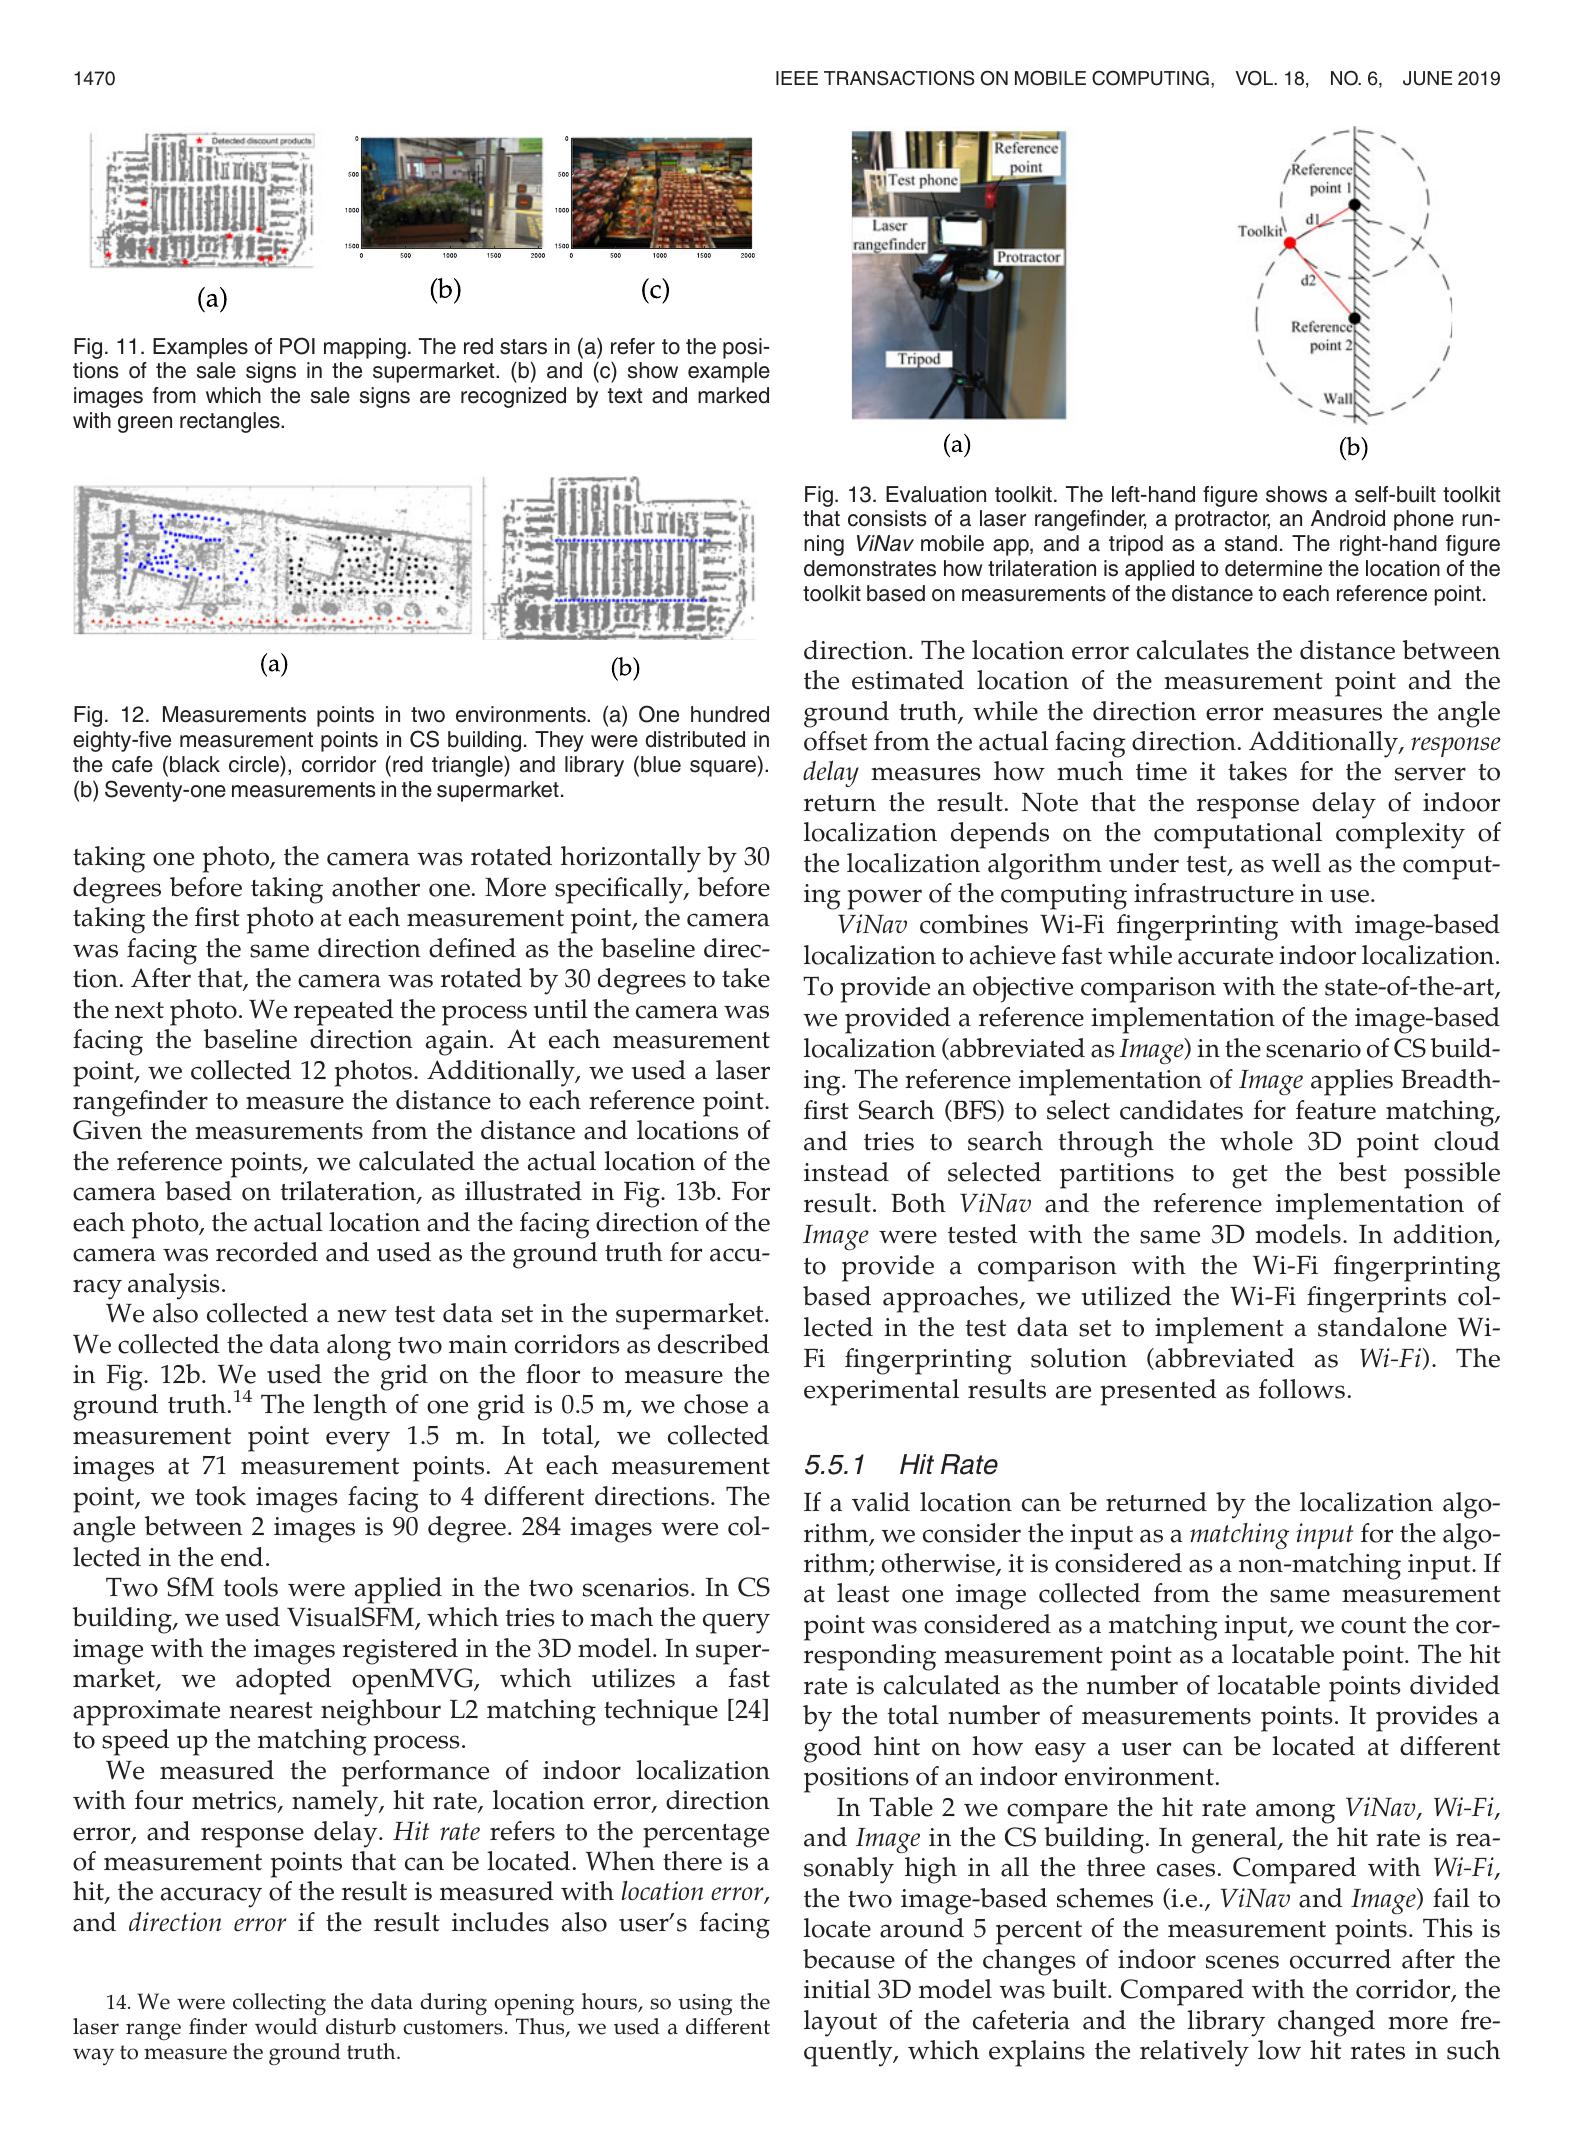 1470
IEEE TRANSACTIONS ON MOBILE COMPUTING, VOL. 18, NO. 6, JUNE 2019
Detected discount products
0
500
1000
1500
0
500
1000
1500
2000
0
500
1000
1500
0
500
1000
1500
2000
(a)
(b)
(c)
Fig. 11. Examples of POI mapping. The red stars in (a) refer to the posi-
tions of the sale signs in the supermarket. (b) and (c) show example
images from which the sale signs are recognized by text and marked
with green rectangles.
(a)
(b)
Fig. 12. Measurements points in two environments. (a) One hundred
eighty-five measurement points in CS building. They were distributed in
the cafe (black circle), corridor (red triangle) and library (blue square).
(b) Seventy-one measurements in the supermarket.
taking one photo, the camera was rotated horizontally by 30
degrees before taking another one. More specifically, before
taking the first photo at each measurement point, the camera
was facing the same direction defined as the baseline direc-
tion. After that, the camera was rotated by 30 degrees to take
the next photo. We repeated the process until the camera was
facing the baseline direction again. At each measurement
point, we collected 12 photos. Additionally, we used a laser
rangefinder to measure the distance to each reference point.
Given the measurements from the distance and locations of
the reference points, we calculated the actual location of the
camera based on trilateration, as illustrated in Fig. 13b. For
each photo, the actual location and the facing direction of the
camera was recorded and used as the ground truth for accu-
racy analysis.
We also collected a new test data set in the supermarket.
We collected the data along two main corridors as described
in Fig. 12b. We used the grid on the floor to measure the
ground truth.14 The length of one grid is 0.5 m, we chose a
measurement point every 1.5 m. In total, we collected
images at 71 measurement points. At each measurement
point, we took images facing to 4 different directions. The
angle between 2 images is 90 degree. 284 images were col-
lected in the end.
Two SfM tools were applied in the two scenarios. In CS
building, we used VisualSFM, which tries to mach the query
image with the images registered in the 3D model. In super-
market, we adopted openMVG, which utilizes a fast
approximate nearest neighbour L2 matching technique [24]
to speed up the matching process.
We measured the performance of indoor localization
with four metrics, namely, hit rate, location error, direction
error, and response delay. Hit rate refers to the percentage
of measurement points that can be located. When there is a
hit, the accuracy of the result is measured with location error,
and direction error if the result includes also user's facing
14. We were collecting the data during opening hours, so using the
laser range finder would disturb customers. Thus, we used a different
way to measure the ground truth.
Reference
point
Test phone
Laser
rangefinder
Protractor
Tripod
(a)
Reference
point 1
d1
Toolkit
d2
Reference
point 2
Wall
(b)
Fig. 13. Evaluation toolkit. The left-hand figure shows a self-built toolkit
that consists of a laser rangefinder, a protractor, an Android phone run-
ning ViNav mobile app, and a tripod as a stand. The right-hand figure
demonstrates how trilateration is applied to determine the location of the
toolkit based on measurements of the distance to each reference point.
direction. The location error calculates the distance between
the estimated location of the measurement point and the
ground truth, while the direction error measures the angle
offset from the actual facing direction. Additionally, response
delay measures how much time it takes for the server to
return the result. Note that the response delay of indoor
localization depends on the computational complexity of
the localization algorithm under test, as well as the comput-
ing power of the computing infrastructure in use.
ViNav combines Wi-Fi fingerprinting with image-based
localization to achieve fast while accurate indoor localization.
To provide an objective comparison with the state-of-the-art,
we provided a reference implementation of the image-based
localization (abbreviated as Image) in the scenario of CS build-
ing. The reference implementation of Image applies Breadth-
first Search (BFS) to select candidates for feature matching,
and tries to search through the whole 3D point cloud
instead of selected partitions to get the best possible
result. Both ViNav and the reference implementation of
Image were tested with the same 3D models. In addition,
to provide a comparison with the Wi-Fi fingerprinting
based approaches, we utilized the Wi-Fi fingerprints col-
lected in the test data set to implement a standalone Wi-
Fi fingerprinting solution (abbreviated as Wi-Fi). The
experimental results are presented as follows.
5.5.1 Hit Rate
If a valid location can be returned by the localization algo-
rithm, we consider the input as a matching input for the algo-
rithm; otherwise, it is considered as a non-matching input. If
at least one image collected from the same measurement
point was considered as a matching input, we count the cor-
responding measurement point as a locatable point. The hit
rate is calculated as the number of locatable points divided
by the total number of measurements points. It provides a
good hint on how easy a user can be located at different
positions of an indoor environment.
In Table 2 we compare the hit rate among ViNav, Wi-Fi,
and Image in the CS building. In general, the hit rate is rea-
sonably high in all the three cases. Compared with Wi-Fi,
the two image-based schemes (i.e., ViNav and Image) fail to
locate around 5 percent of the measurement points. This is
because of the changes of indoor scenes occurred after the
initial 3D model was built. Compared with the corridor, the
layout of the cafeteria and the library changed more fre-
quently, which explains the relatively low hit rates in such